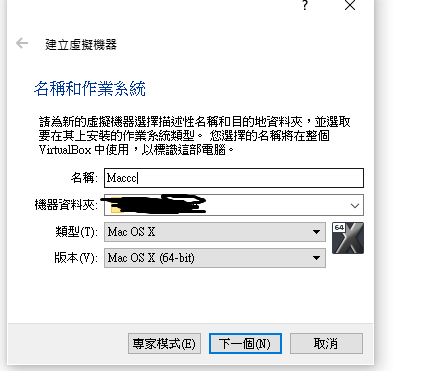 ?
建立虛擬機器
名稱和作業系統
請為新的虛擬機器選擇描述性名稱和目的地資料夾，並選取
要在其上安裝的作業系統類型。 您選擇的名稱將在整個
VirtualBox 中使用，以標識這部電腦。
名稱: Maccc
機器資料夾:
類型(T): Mac OS X
64
版本(V): Mac OS X (64-bit)
專家模式(E) 下一個(N) 取消